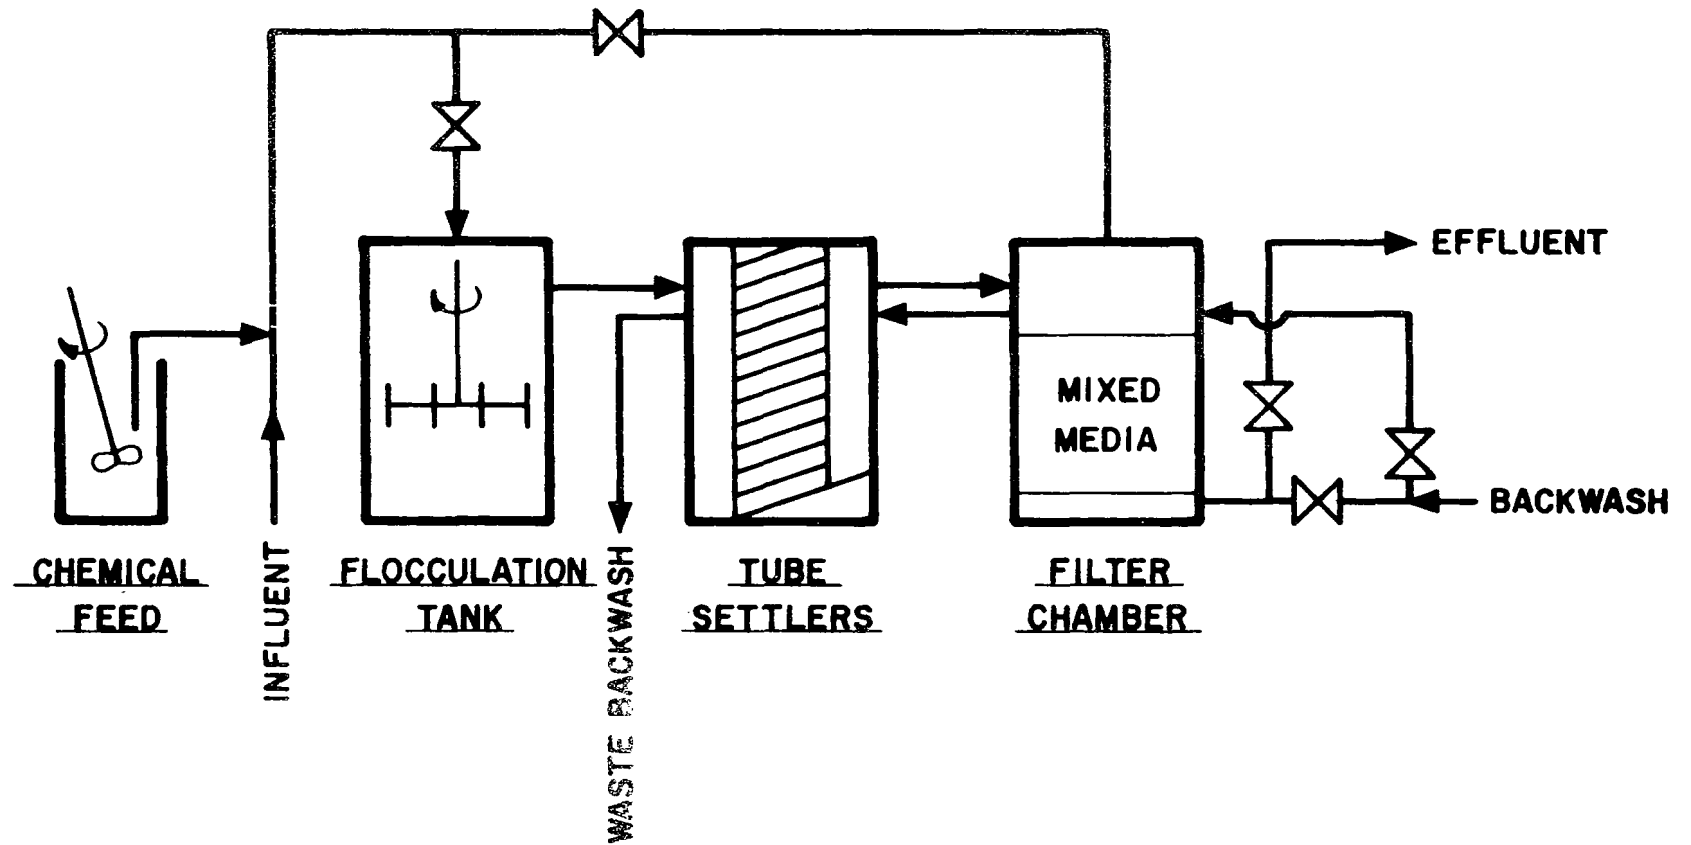 EFFLUENT
MIXED
MEDIA
BACKWASH
CHEMICAL
FEED
INFLUENT
FLOCCULATION
TANK
WASTE BACKWASH
TUBE
SETTLERS
FILTER
CHAMBER